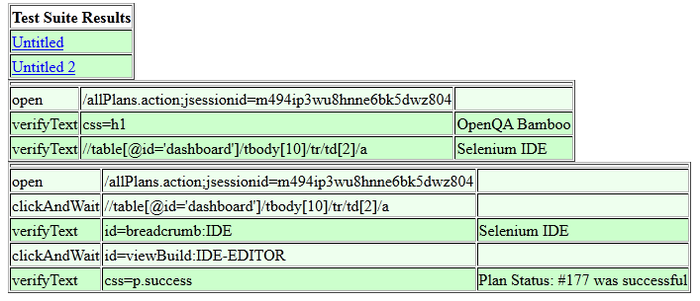 Test Suite Results
Untitled
Untitled 2
open /allPlans.action;jsessionid=m494ip3wu8hnne6bk5dwz804
verifyText css=h1 OpenQA Bamboo
verifyText //table[@id='dashboard']/tbody[10]/tr/td[2]/a Selenium IDE
open /allPlans.action;jsessionid=m494ip3wu8hnne6bk5dwz804
clickAndWait //table[@id='dashboard']/tbody[10]/tr/td[2]/a
verifyText id=breadcrumb:IDE Selenium IDE
clickAndWait id=viewBuild:IDE-EDITOR
verifyText css=p.success Plan Status: #177 was successful